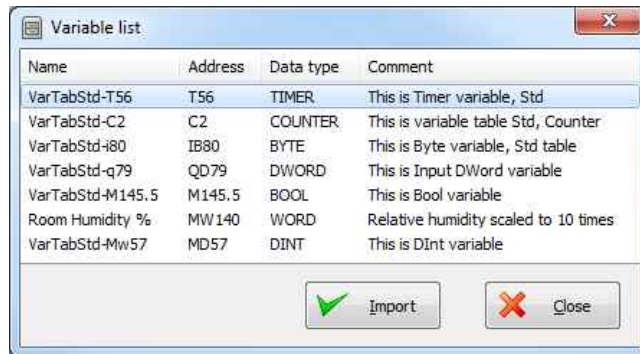 Variable list
Name Address Data type Comment
VarTabStd-T56 T56 TIMER This is Timer variable, Std
VarTabStd-C2 C2 COUNTER This is variable table Std, Counter
VarTabStd-i80 IB80 BYTE This is Byte variable, Std table
VarTabStd-q79 QD79 DWORD This is Input DWord variable
VarTabStd-M145.5 M145.5 BOOL This is Bool variable
Room Humidity % MW140 WORD Relative humidity scaled to 10 times
VarTabStd-Mw57 MD57 DINT This is DInt variable
Import Close